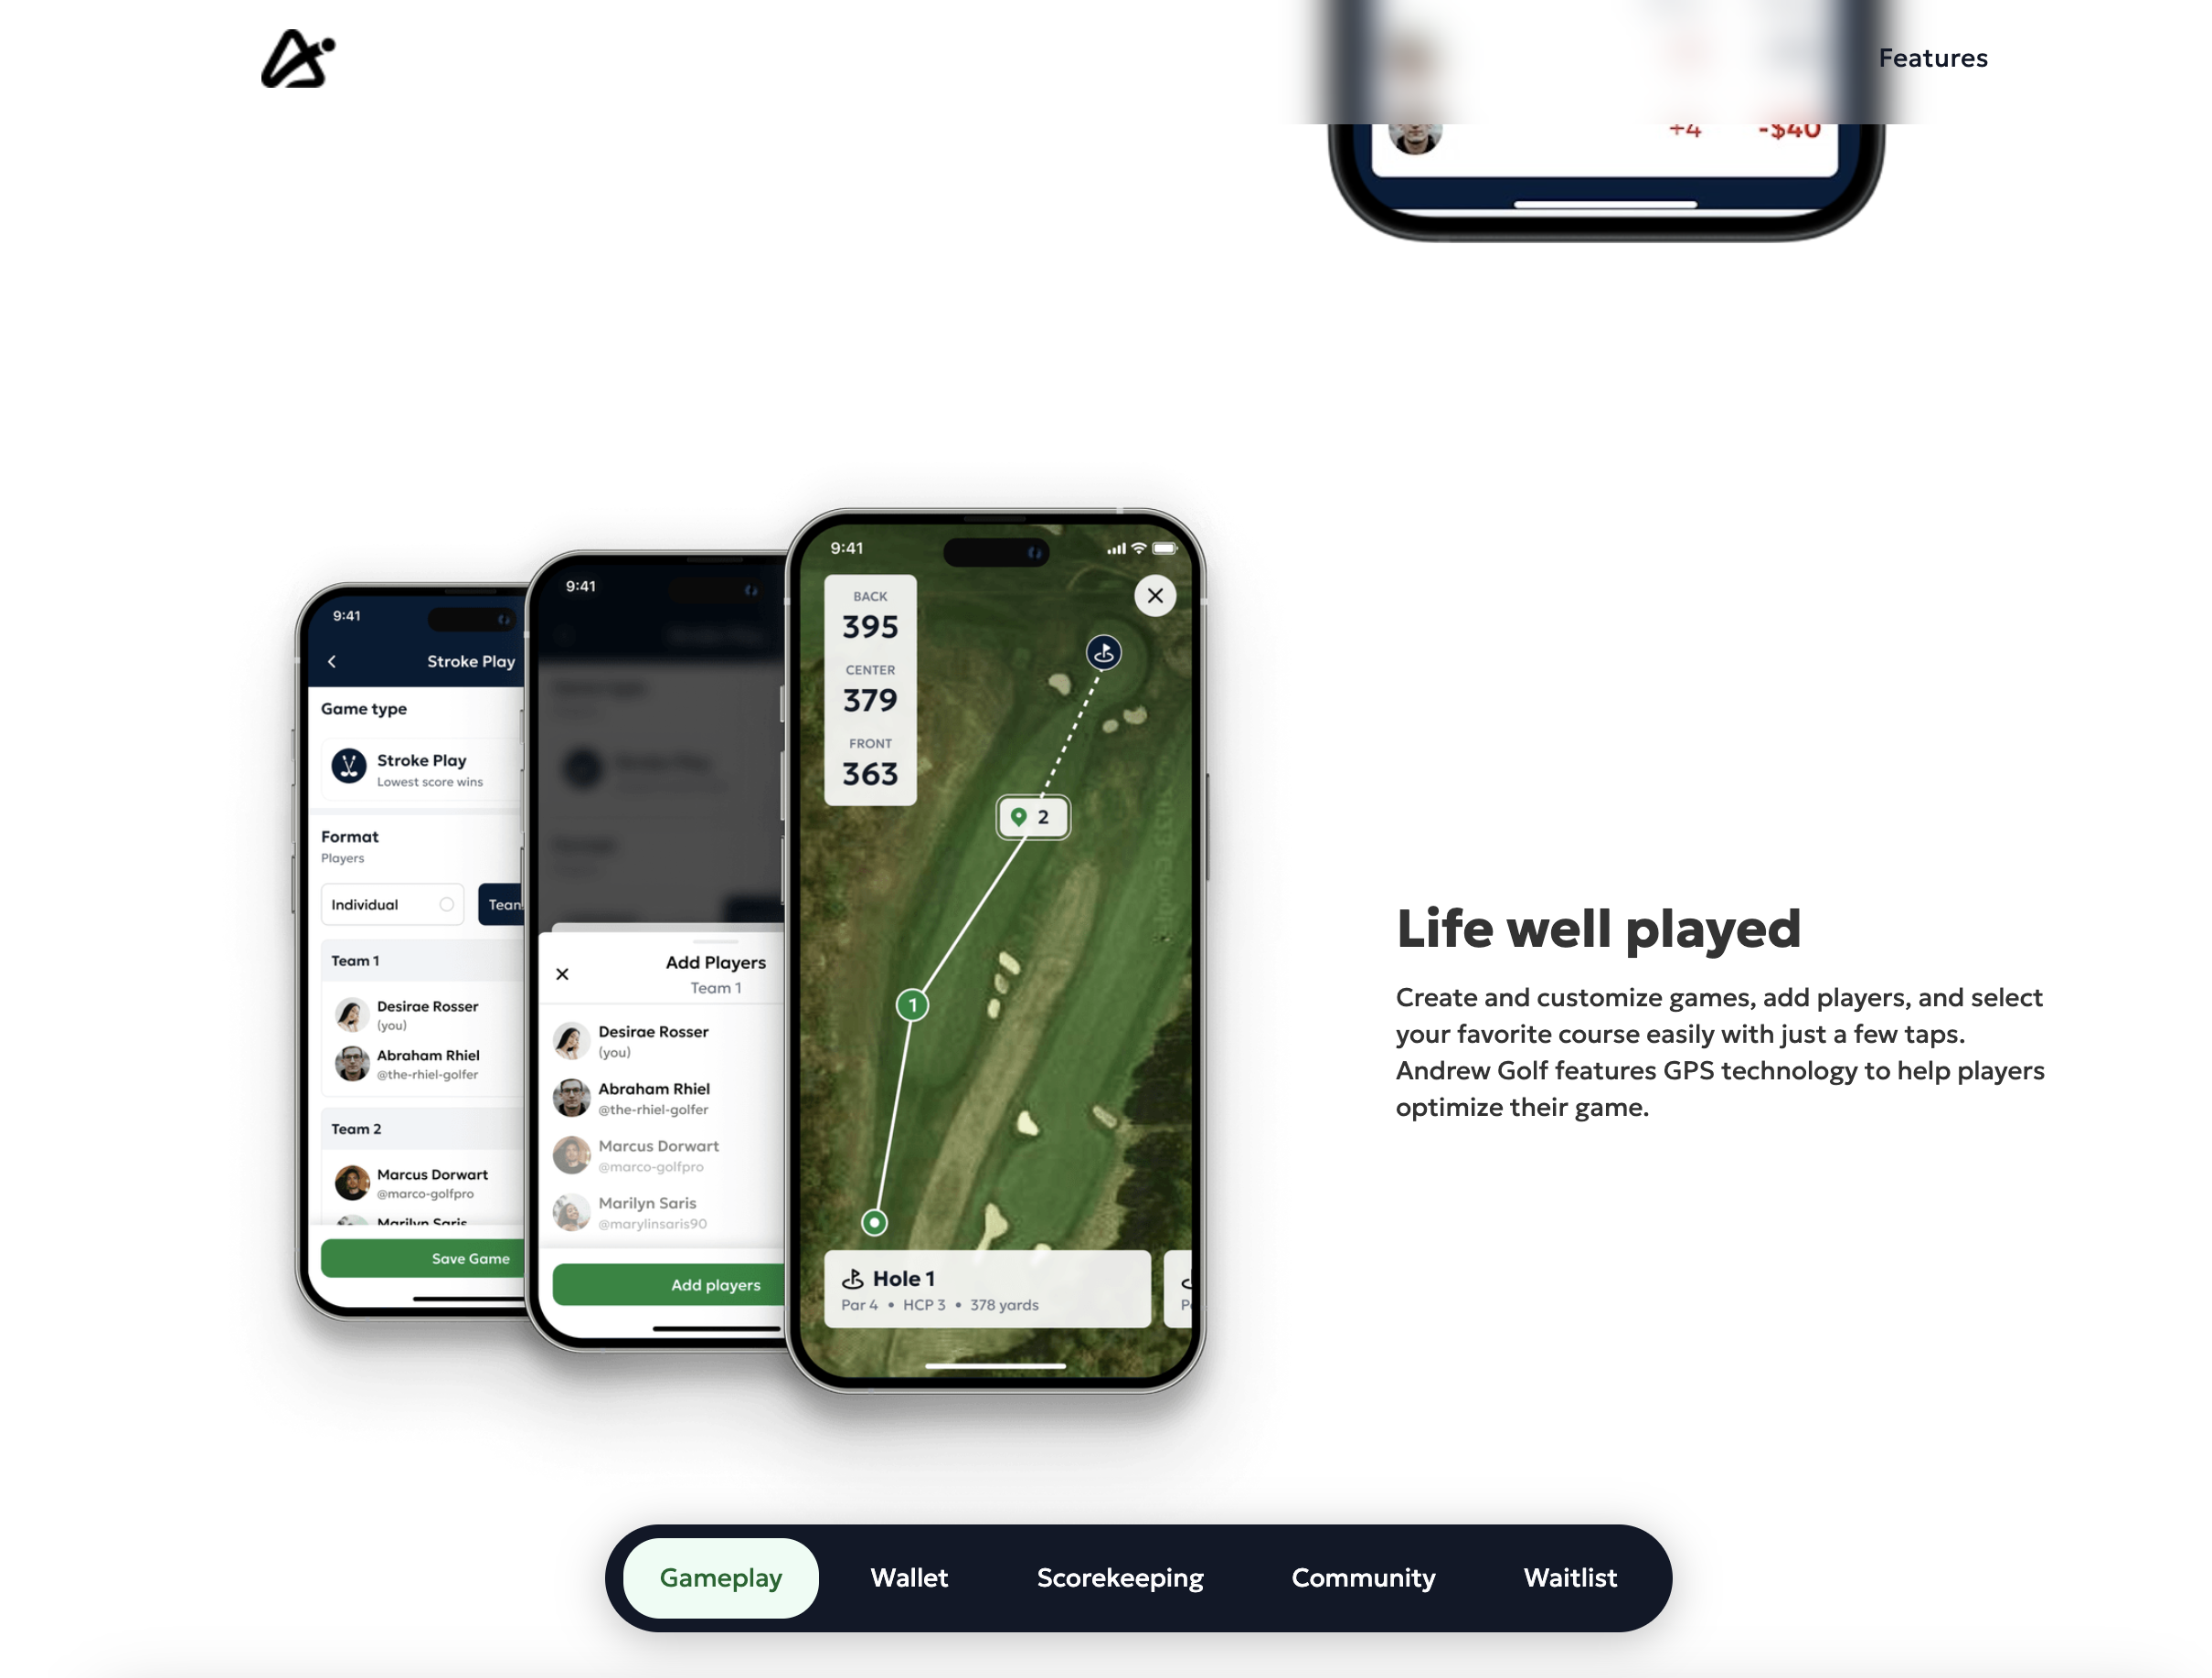 Features
+4 -$40
9:41
Stroke Play
Game type
Stroke Play
Lowest score wins
Format
Players
Individual
Team 1
Desirae Rosser
(you)
Abraham Rhiel
@the-rhiel-golfer
Team 2
Marcus Dorwart
@marco-golfpro
Marilyn Saris
Save Game
9:41
Add Players
Team 1
Desirae Rosser
(you)
Abraham Rhiel
@the-rhiel-golfer
Marcus Dorwart
@marco-golfpro
Marilyn Saris
@marylinsaris90
Add players
9:41
BACK
395
CENTER
379
FRONT
363
2
1
Hole 1
Par 4 • HCP 3 • 378 yards
Life well played
Create and customize games, add players, and select
your favorite course easily with just a few taps.
Andrew Golf features GPS technology to help players
optimize their game.
Gameplay Wallet Scorekeeping Community Waitlist